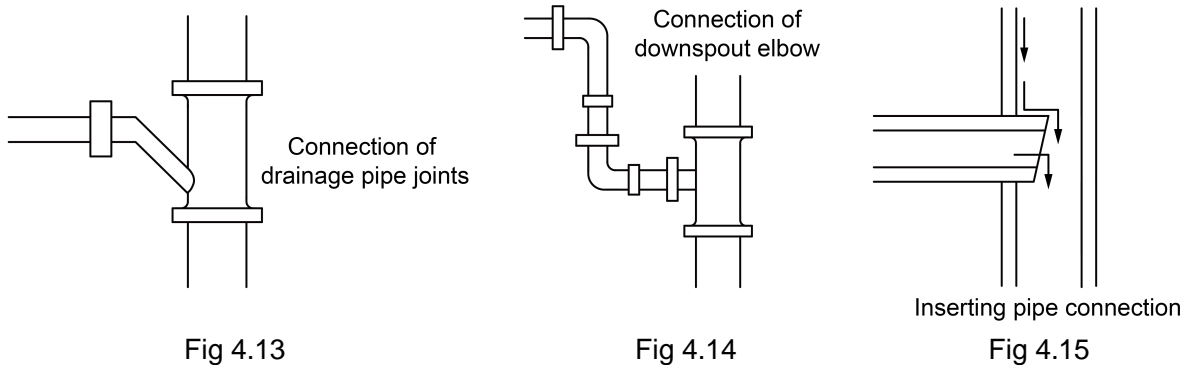 Connection of
drainage pipe joints
Fig 4.13
Connection of
downspout elbow
Fig 4.14
Inserting pipe connection
Fig 4.15